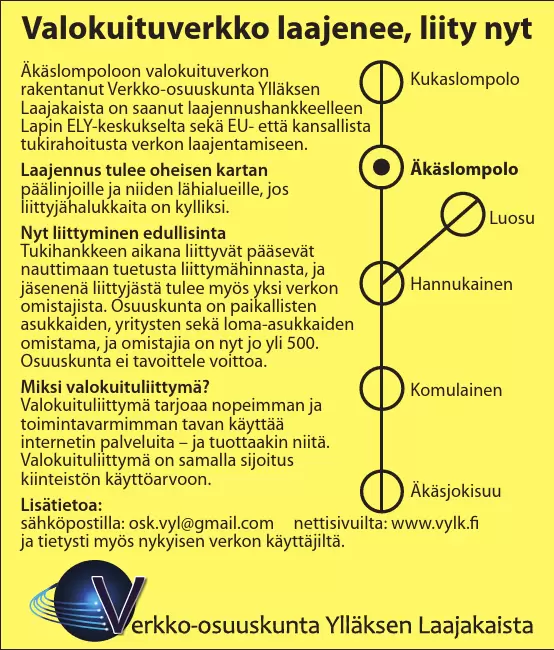 Valokuituverkko laajenee, liity nyt
Äkäslompoloon valokuituverkon
rakentanut Verkko-osuuskunta Ylläksen
Laajakaista on saanut laajennushankkeelleen
Lapin ELY-keskukselta sekä EU- että kansallista
tukirahoitusta verkon laajentamiseen.
Laajennus tulee oheisen kartan
päälinjoille ja niiden lähialueille, jos
liittyjähalukkaita on kylliksi.
Nyt liittyminen edullisinta
Tukihankkeen aikana liittyvät pääsevät
nauttimaan tuetusta liittymähinnasta, ja
jäsenenä liittyjästä tulee myös yksi verkon
omistajista. Osuuskunta on paikallisten
asukkaiden, yritysten sekä loma-asukkaiden
omistama, ja omistajia on nyt jo yli 500.
Osuuskunta ei tavoittele voittoa.
Miksi valokuituliittymä?
Valokuituliittymä tarjoaa nopeimman ja
toimintavarmimman tavan käyttää
internetin palveluita – ja tuottaakin niitä.
Valokuituliittymä on samalla sijoitus
kiinteistön käyttöarvoon.
Lisätietoa:
sähköpostilla: osk.vyl@gmail.com nettisivuilta: www.vylk.fi
ja tietysti myös nykyisen verkon käyttäjiltä.
Kukaslompolo
Äkäslompolo
Luosu
Hannukainen
Komulainen
Äkäsjokisuu
Verkko-osuuskunta Ylläksen Laajakaista